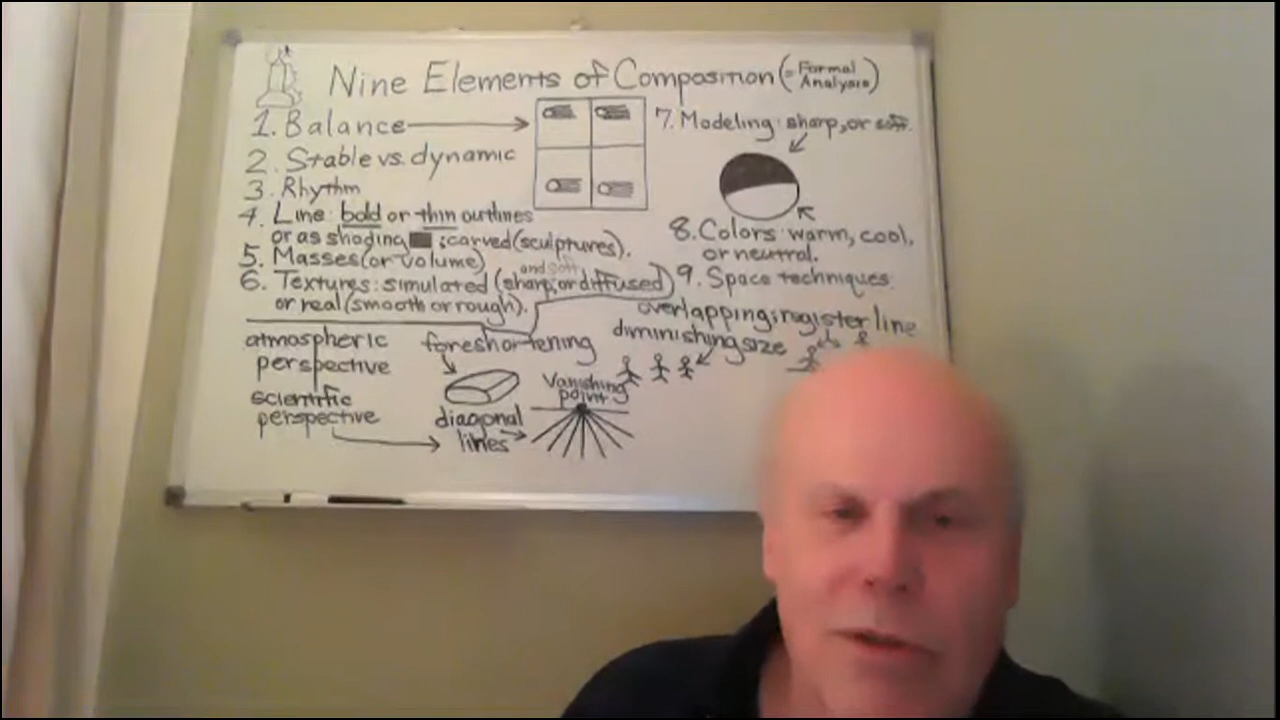 Nine Elements of Composition (= Formal Analysis)
1. Balance
2. Stable vs. dynamic
3. Rhythm
4. Line: bold or thin outlines
or as shading ; carved (sculptures).
5. Masses (or volume)
6. Textures: simulated (sharp, or diffused)
and soft
or real (smooth or rough).
7. Modeling: sharp, or soft.
8. Colors: warm, cool,
or neutral.
9. Space techniques:
overlapping; register line
diminishing size
atmospheric
perspective
scientific
perspective
foreshortening
diagonal
lines
Vanishing
point